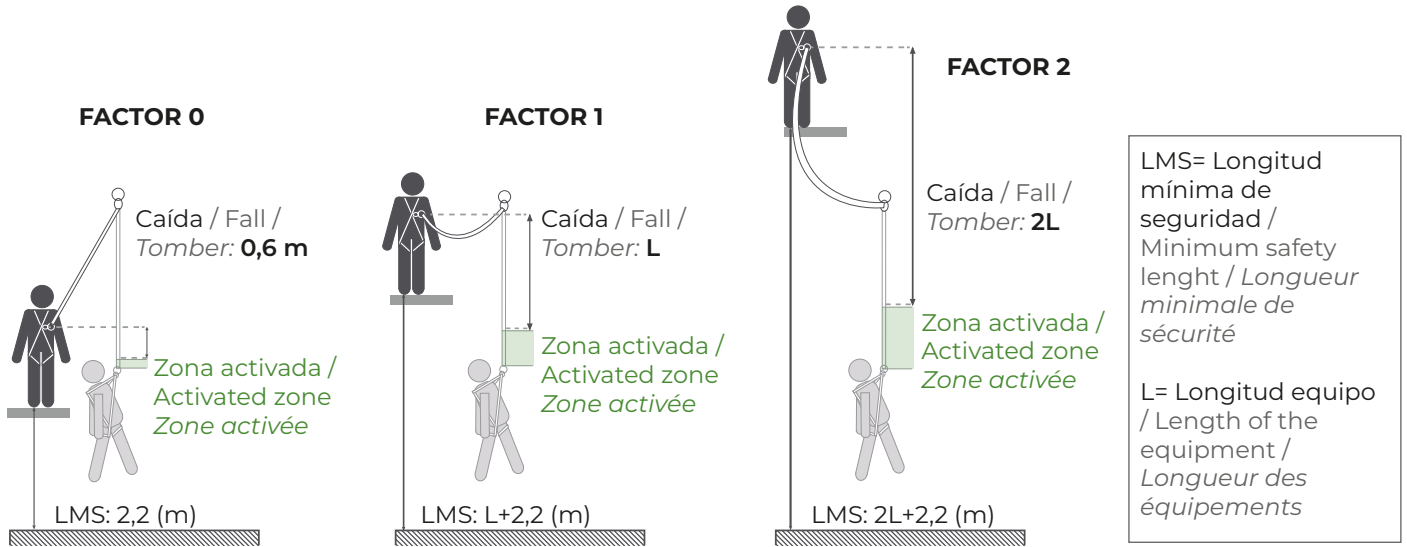 FACTOR 0
Caída / Fall /
Tomber: 0,6 m
Zona activada /
Activated zone
Zone activée
LMS: 2,2 (m)
FACTOR 1
Caída / Fall /
Tomber: L
Zona activada /
Activated zone
Zone activée
LMS: L+2,2 (m)
FACTOR 2
Caída / Fall /
Tomber: 2L
Zona activada /
Activated zone
Zone activée
LMS: 2L+2,2 (m)
LMS= Longitud
mínima de
seguridad /
Minimum safety
lenght / Longueur
minimale de
sécurité
L= Longitud equipo
/ Length of the
equipment /
Longueur des
équipements